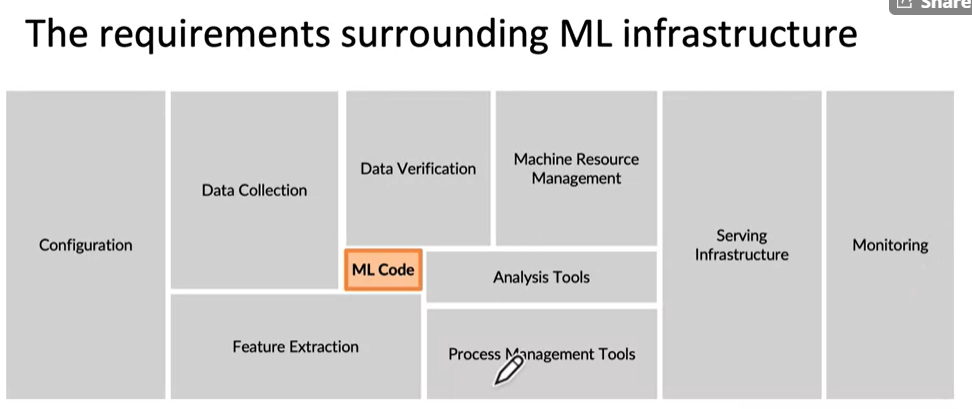 Share
The requirements surrounding ML infrastructure
Configuration
Data Collection
Data Verification
Machine Resource
Management
ML Code
Analysis Tools
Feature Extraction
Process Management Tools
Serving
Infrastructure
Monitoring